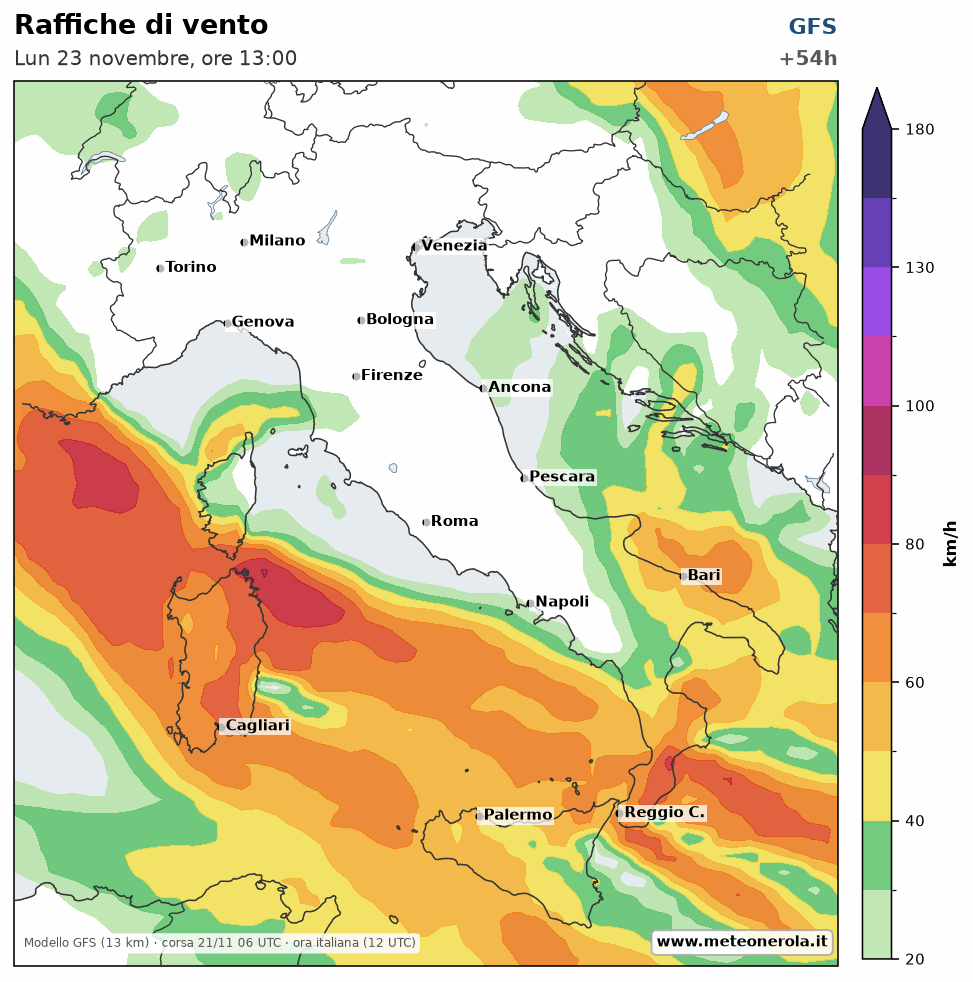 Raffiche di vento
GFS
Lun 23 novembre, ore 13:00
+54h
180
130
100
80
60
40
20
km/h
Milano
Venezia
Torino
Genova
Bologna
Firenze
Ancona
Pescara
Roma
Bari
Napoli
Cagliari
Palermo
Reggio C.
Modello GFS (13 km) · corsa 21/11 06 UTC · ora italiana (12 UTC)
www.meteonerola.it